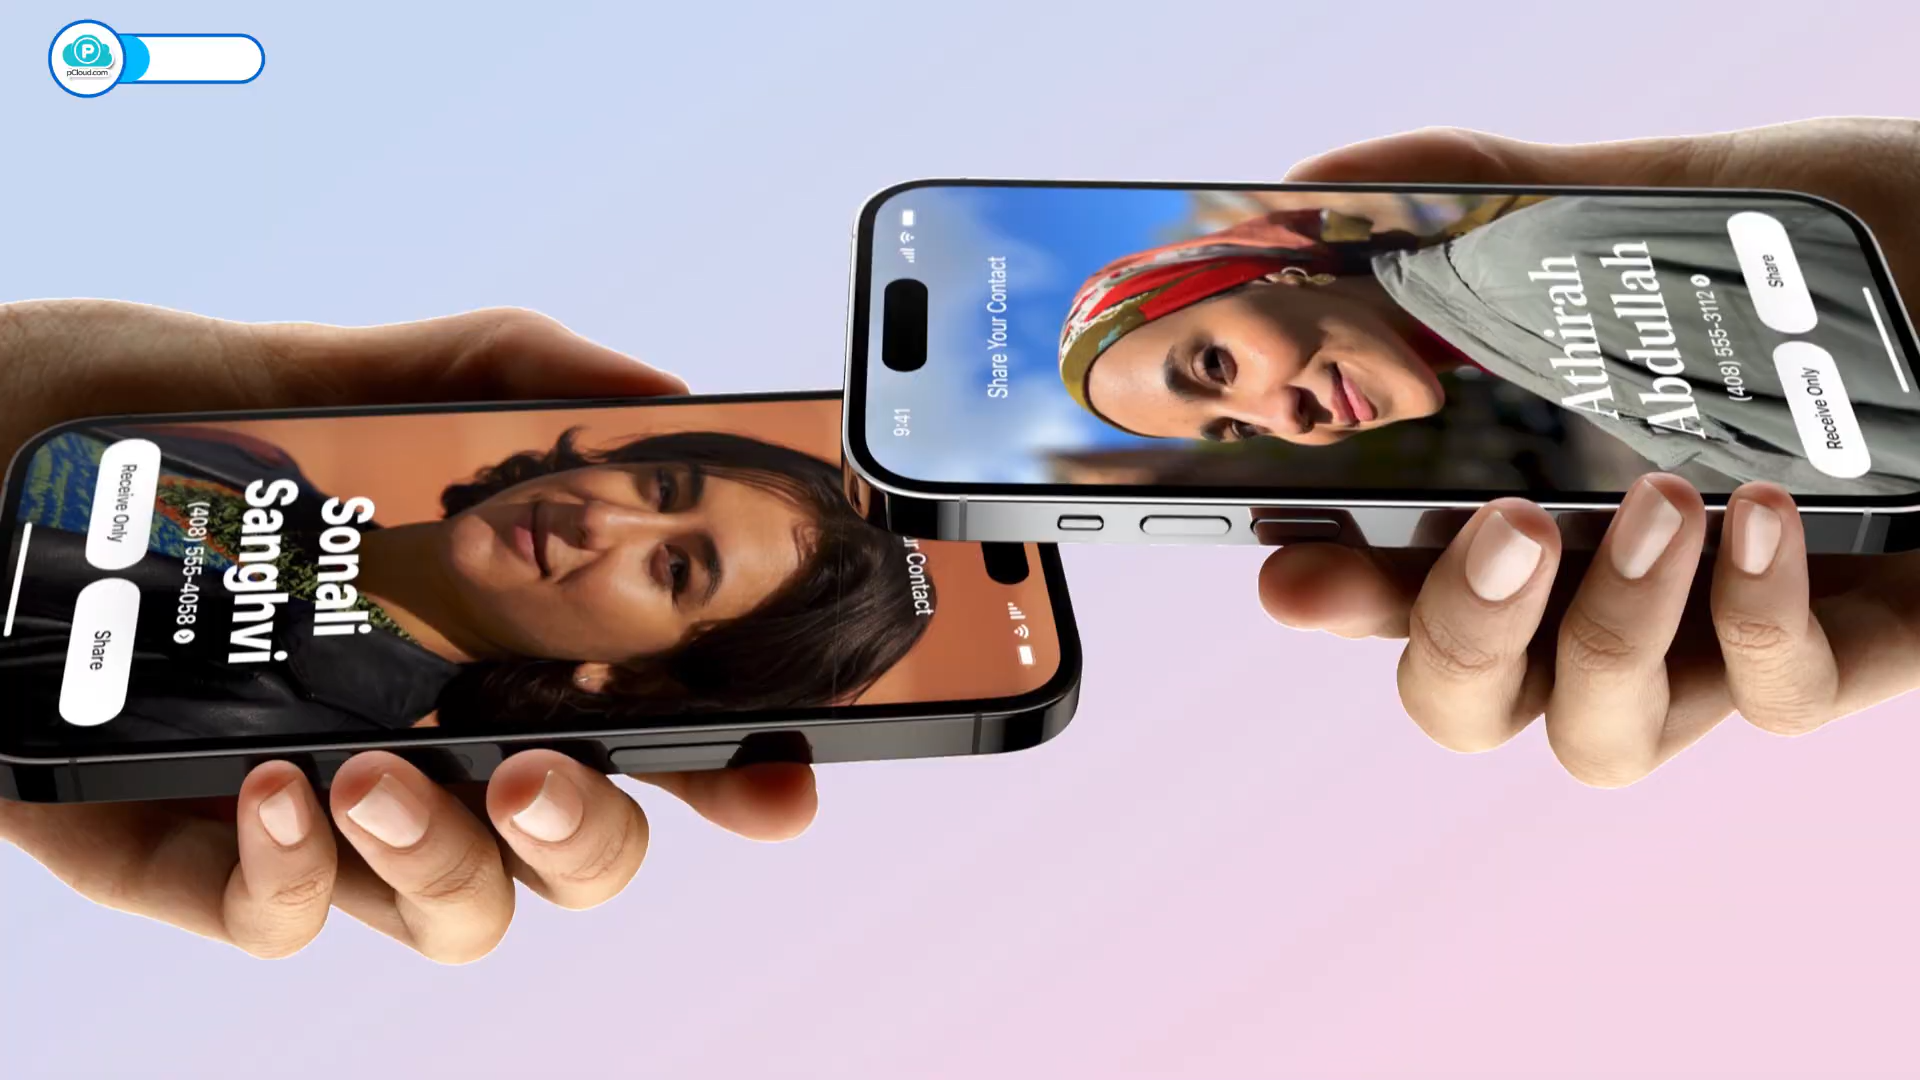 P
pCloud.com
9:41
Share Your Contact
Athirah
Abdullah
(408) 555-3112
Share
Receive Only
ur Contact
Sonali
Sanghvi
(408) 555-4058
Receive Only
Share